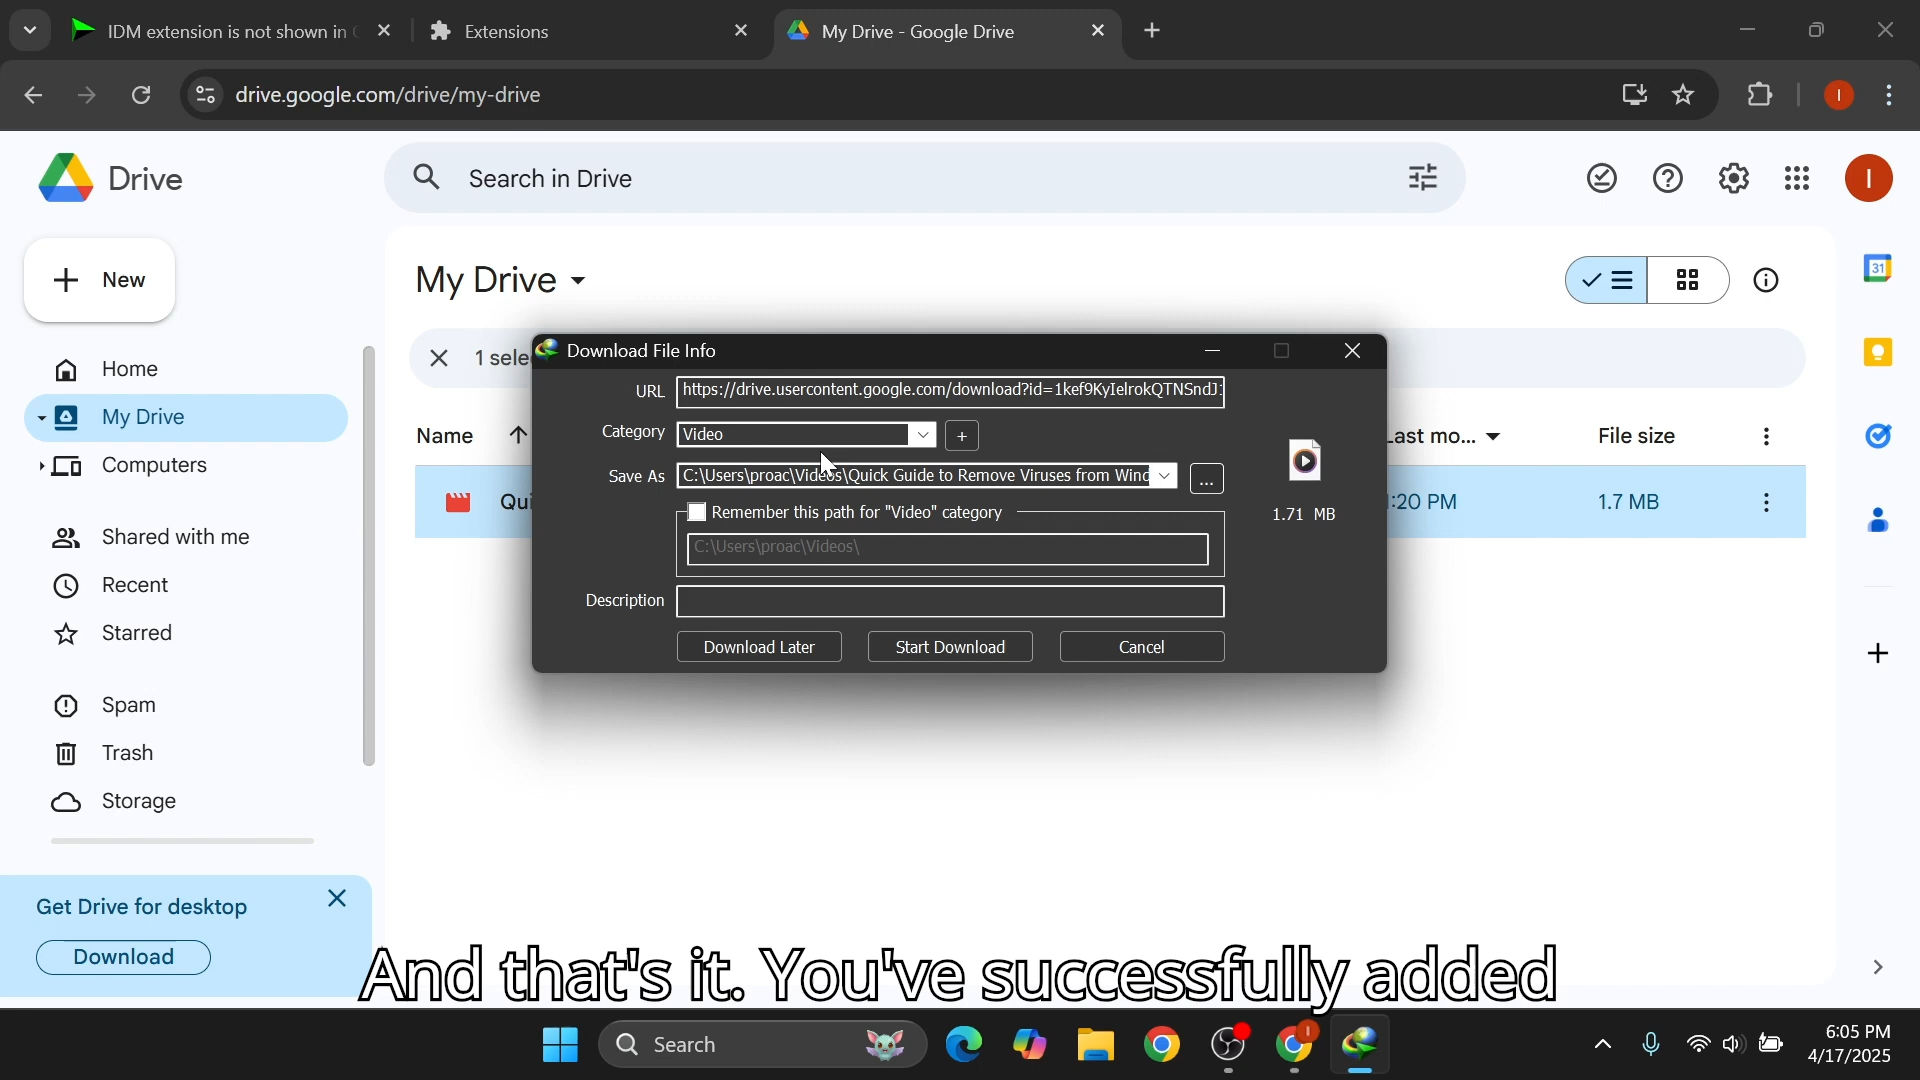 IDM extension is not shown in
Extensions
My Drive - Google Drive
drive.google.com/drive/my-drive
I
Drive
Search in Drive
I
New
My Drive
Home
My Drive
Computers
Shared with me
Recent
Starred
Spam
Trash
Storage
Get Drive for desktop
Download
1 sele
Name
Last mo...
File size
Qui
:20 PM
1.7 MB
31
Download File Info
URL
https://drive.usercontent.google.com/download?id=1kef9KyIelrokQTNSndJ
Category
Video
+
Save As
C:\Users\proac\Videos\Quick Guide to Remove Viruses from Winc
...
Remember this path for "Video" category
C:\Users\proac\Videos\
1.71 MB
Description
Download Later
Start Download
Cancel
And that's it. You've successfully added
Search
I
6:05 PM
4/17/2025